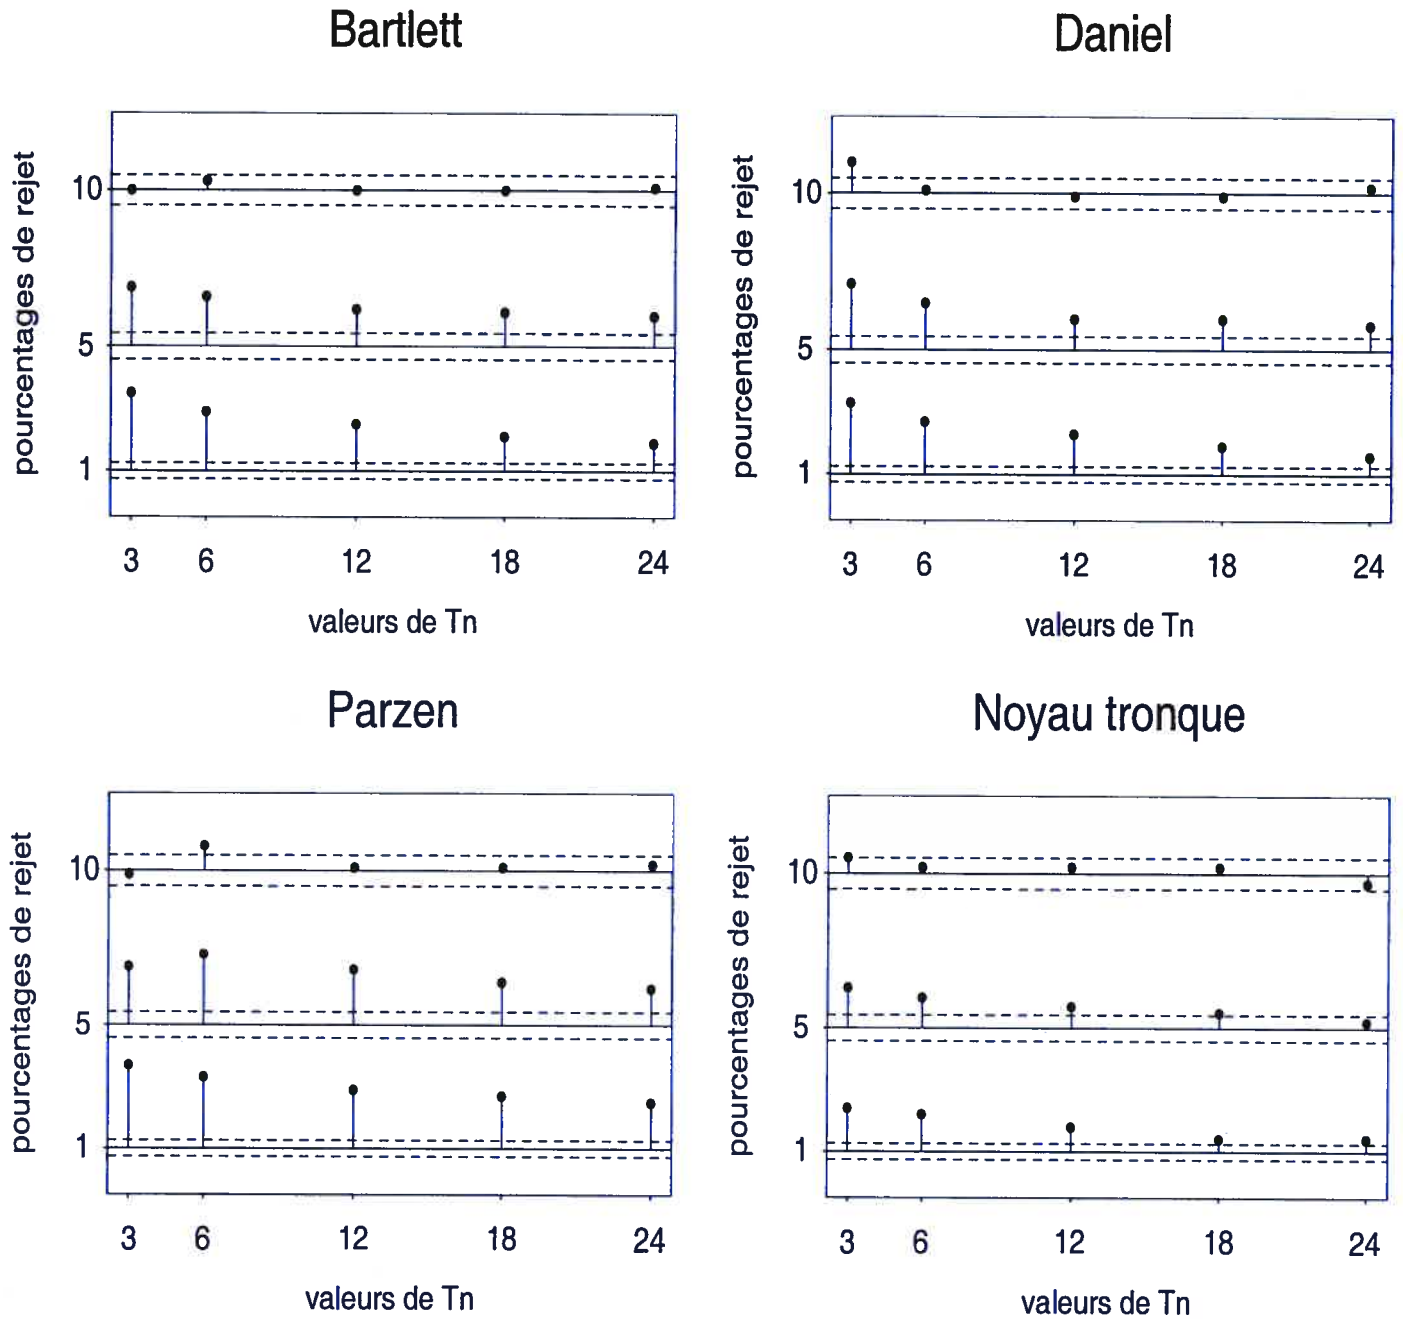 Bartlett
pourcentages de rejet
10
5
1
3 6 12 18 24
valeurs de Tn
Daniel
pourcentages de rejet
10
5
1
3 6 12 18 24
valeurs de Tn
Parzen
pourcentages de rejet
10
5
1
3 6 12 18 24
valeurs de Tn
Noyau tronque
pourcentages de rejet
10
5
1
3 6 12 18 24
valeurs de Tn